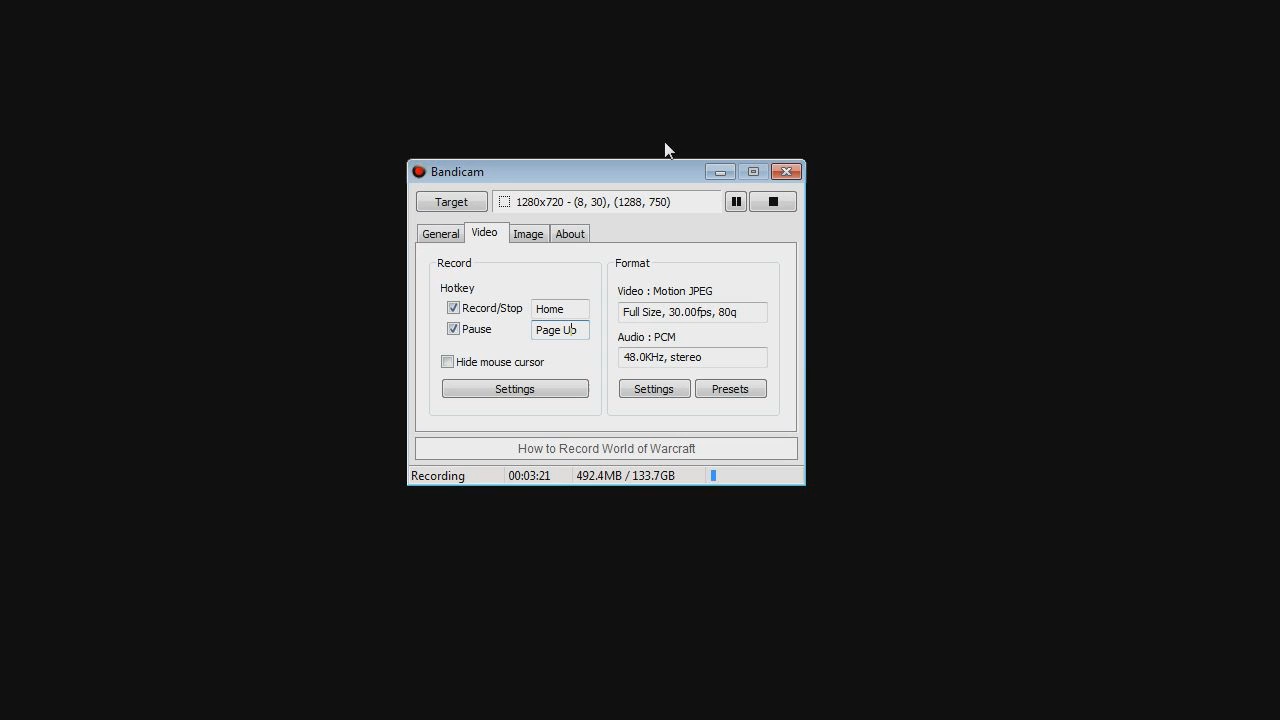 Bandicam
Target 1280x720 - (8, 30), (1288, 750)
General Video Image About
Record
Hotkey
Record/Stop Home
Pause Page Up
Hide mouse cursor
Settings
Format
Video : Motion JPEG
Full Size, 30.00fps, 80q
Audio : PCM
48.0KHz, stereo
Settings Presets
How to Record World of Warcraft
Recording 00:03:21 492.4MB / 133.7GB